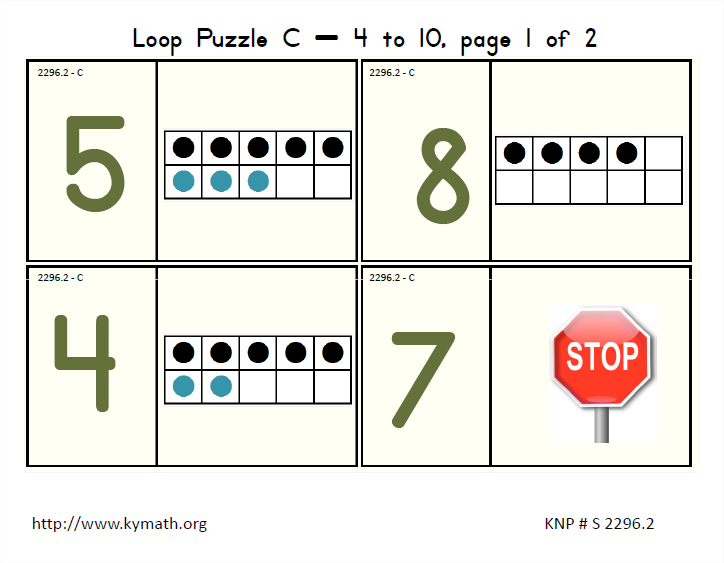 Loop Puzzle C – 4 to 10, page 1 of 2
2296.2 - C
5
2296.2 - C
8
2296.2 - C
4
2296.2 - C
7
STOP
http://www.kymath.org
KNP # S 2296.2